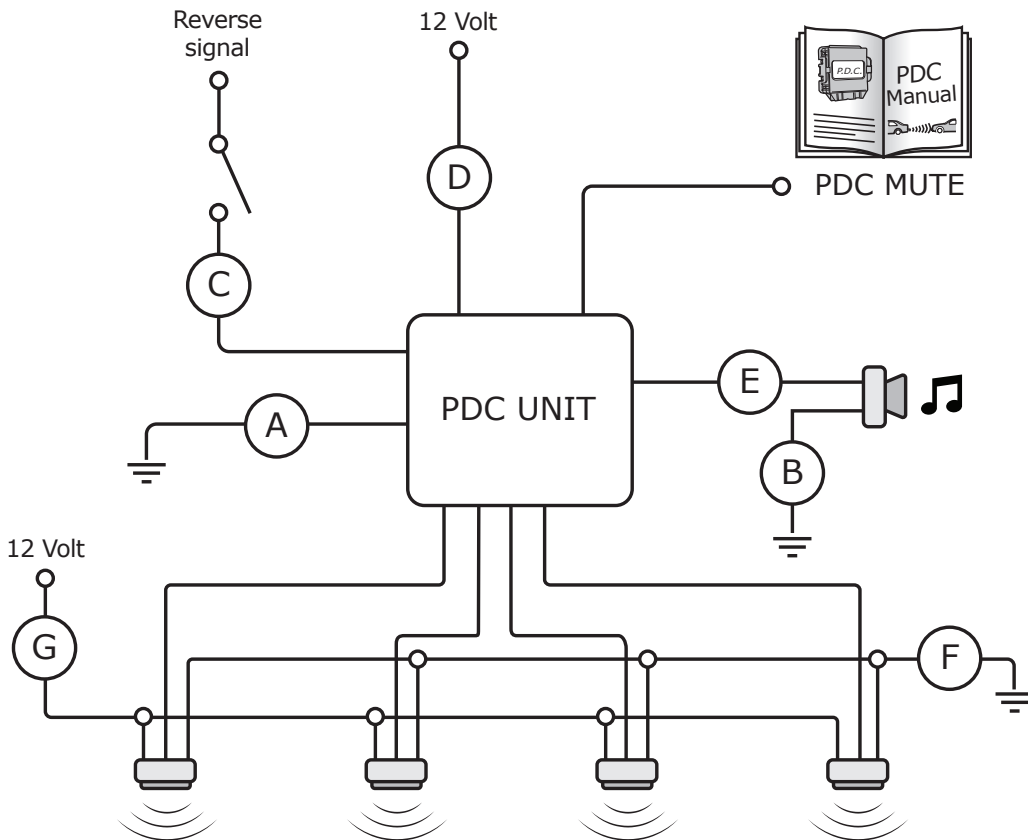 Reverse
signal
12 Volt
P.D.C.
PDC
Manual
PDC MUTE
D
C
E
PDC UNIT
A
B
12 Volt
G
F